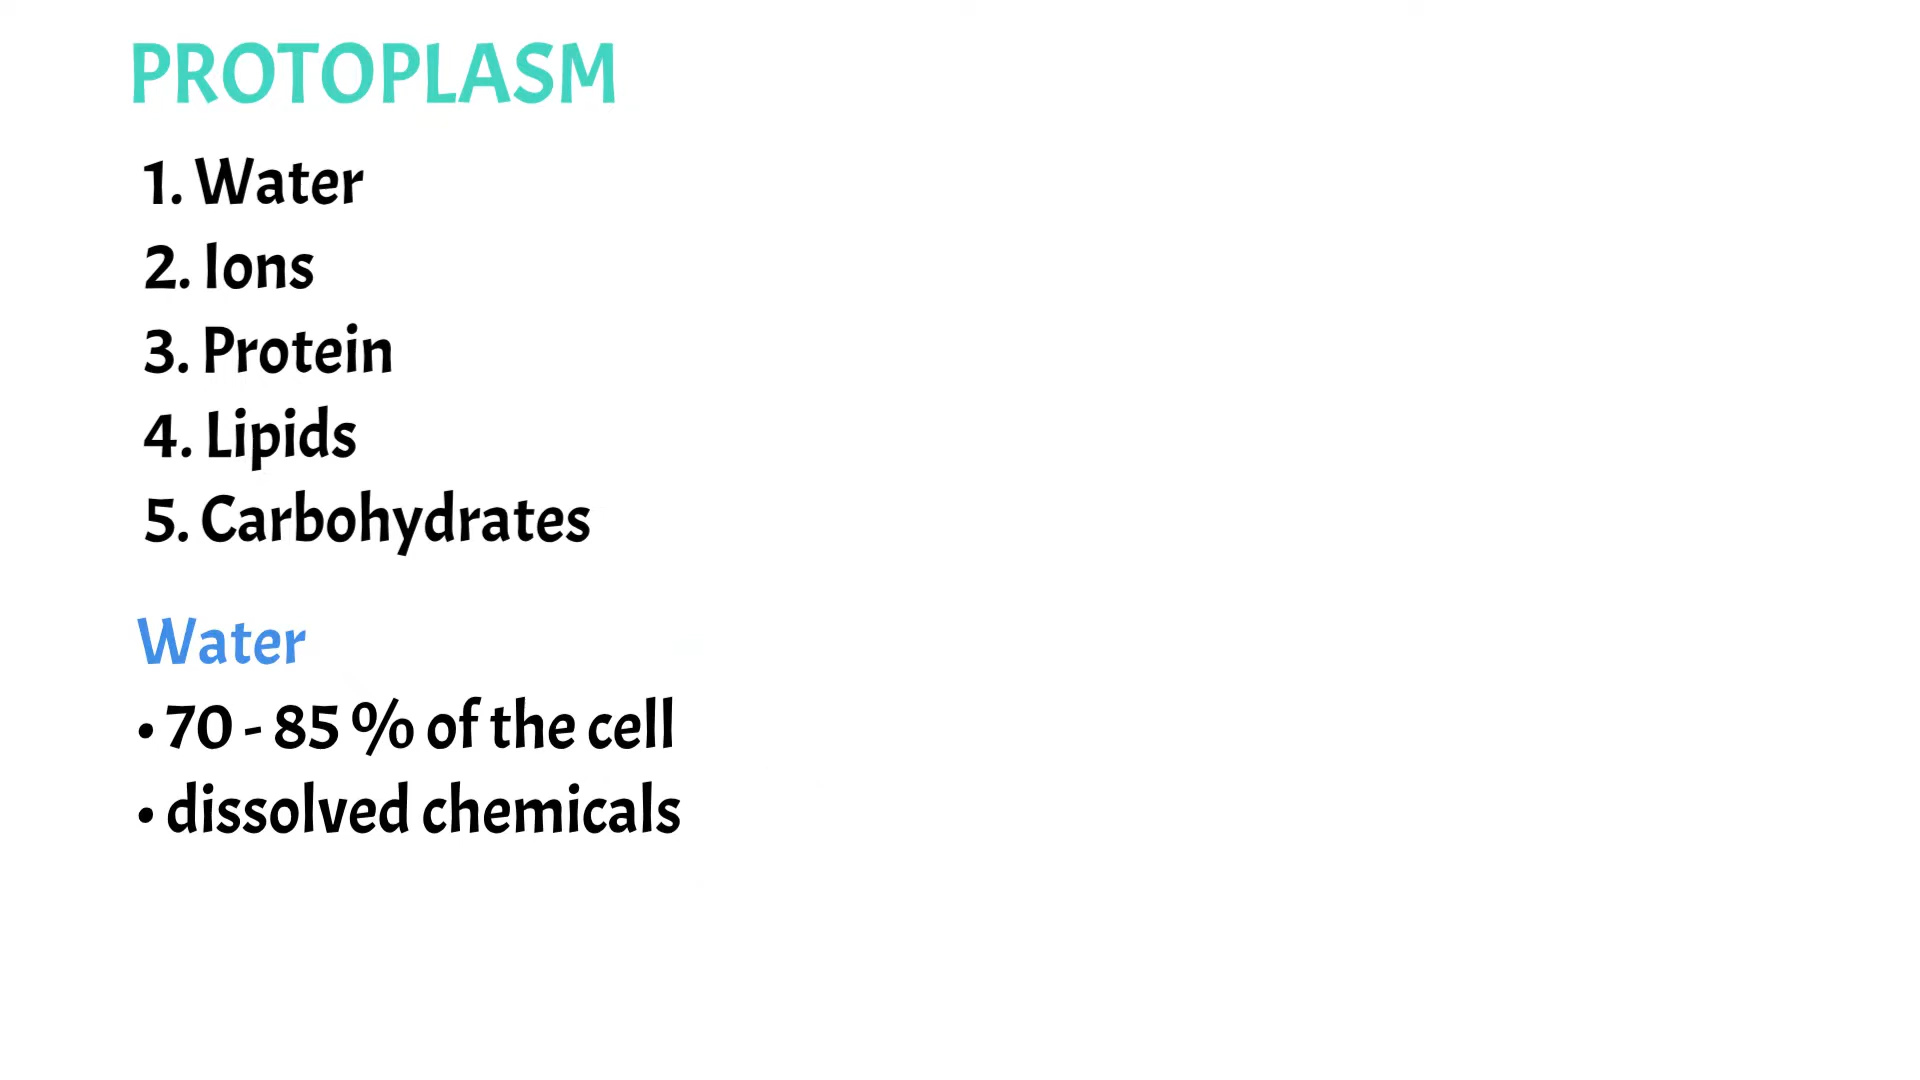 PROTOPLASM
1. Water
2. Ions
3. Protein
4. Lipids
5. Carbohydrates
Water
• 70 - 85 % of the cell
• dissolved chemicals